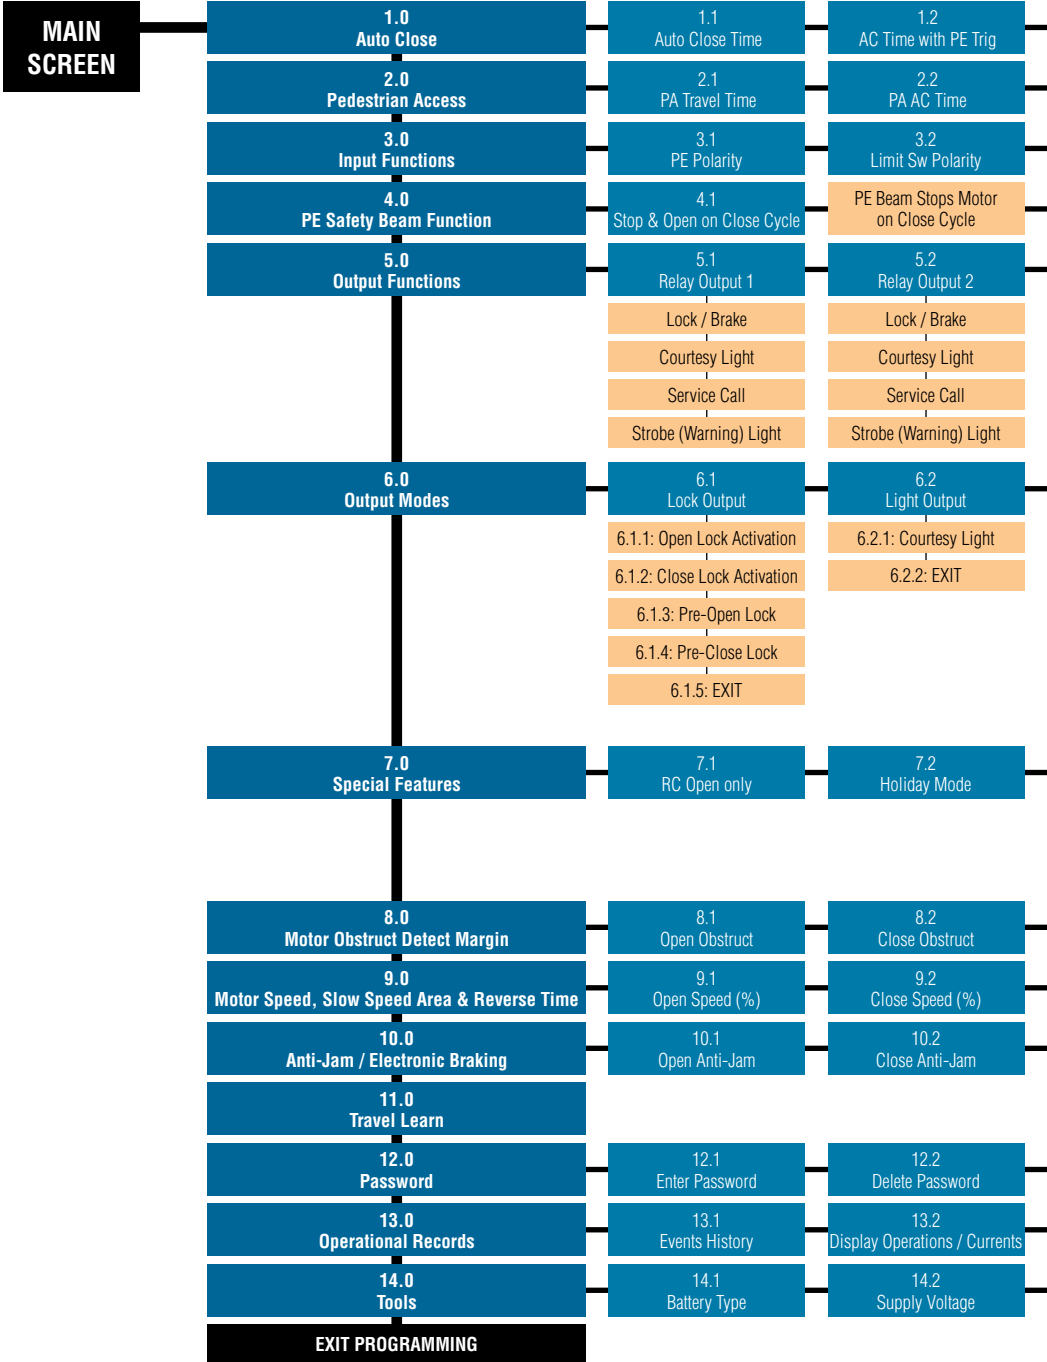 MAIN
SCREEN
1.0
Auto Close
1.1
Auto Close Time
1.2
AC Time with PE Trig
2.0
Pedestrian Access
2.1
PA Travel Time
2.2
PA AC Time
3.0
Input Functions
3.1
PE Polarity
3.2
Limit Sw Polarity
4.0
PE Safety Beam Function
4.1
Stop & Open on Close Cycle
PE Beam Stops Motor
on Close Cycle
5.0
Output Functions
5.1
Relay Output 1
5.2
Relay Output 2
Lock / Brake
Lock / Brake
Courtesy Light
Courtesy Light
Service Call
Service Call
Strobe (Warning) Light
Strobe (Warning) Light
6.0
Output Modes
6.1
Lock Output
6.2
Light Output
6.1.1: Open Lock Activation
6.2.1: Courtesy Light
6.1.2: Close Lock Activation
6.2.2: EXIT
6.1.3: Pre-Open Lock
6.1.4: Pre-Close Lock
6.1.5: EXIT
7.0
Special Features
7.1
RC Open only
7.2
Holiday Mode
8.0
Motor Obstruct Detect Margin
8.1
Open Obstruct
8.2
Close Obstruct
9.0
Motor Speed, Slow Speed Area & Reverse Time
9.1
Open Speed (%)
9.2
Close Speed (%)
10.0
Anti-Jam / Electronic Braking
10.1
Open Anti-Jam
10.2
Close Anti-Jam
11.0
Travel Learn
12.0
Password
12.1
Enter Password
12.2
Delete Password
13.0
Operational Records
13.1
Events History
13.2
Display Operations / Currents
14.0
Tools
14.1
Battery Type
14.2
Supply Voltage
EXIT PROGRAMMING